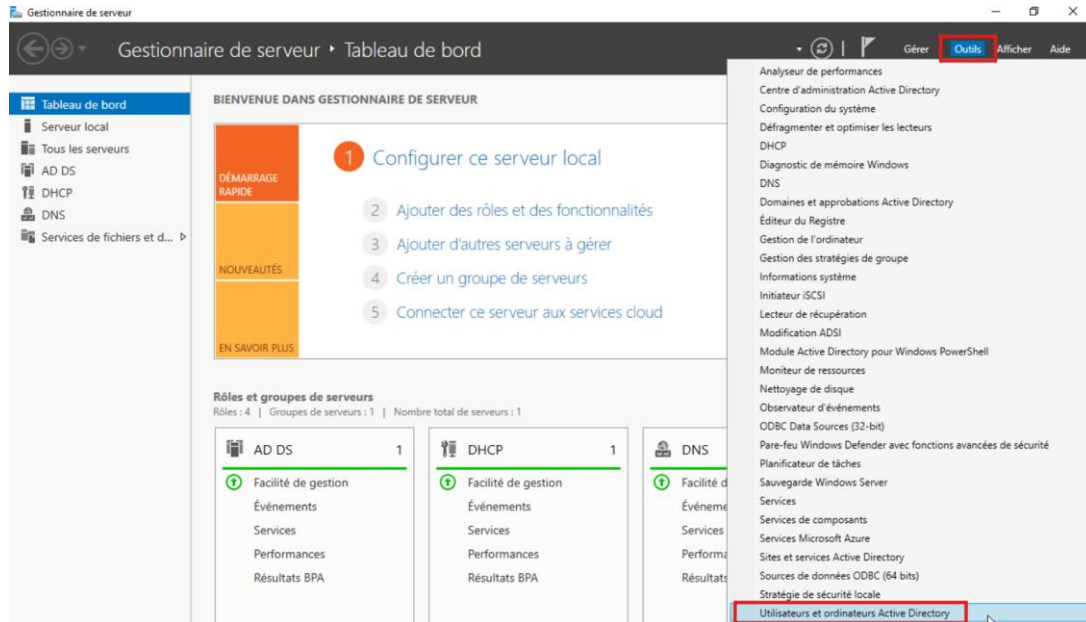 Gestionnaire de serveur
Gestionnaire de serveur ‣ Tableau de bord
Gérer
Outils
Afficher
Aide
Tableau de bord
Serveur local
Tous les serveurs
AD DS
DHCP
DNS
Services de fichiers et d...
BIENVENUE DANS GESTIONNAIRE DE SERVEUR
DÉMARRAGE
RAPIDE
NOUVEAUTÉS
EN SAVOIR PLUS
1 Configurer ce serveur local
2 Ajouter des rôles et des fonctionnalités
3 Ajouter d'autres serveurs à gérer
4 Créer un groupe de serveurs
5 Connecter ce serveur aux services cloud
Rôles et groupes de serveurs
Rôles : 4 | Groupes de serveurs : 1 | Nombre total de serveurs : 1
AD DS 1
Facilité de gestion
Événements
Services
Performances
Résultats BPA
DHCP 1
Facilité de gestion
Événements
Services
Performances
Résultats BPA
DNS
Facilité d
Événeme
Services
Performa
Résultats
Analyseur de performances
Centre d'administration Active Directory
Configuration du système
Défragmenter et optimiser les lecteurs
DHCP
Diagnostic de mémoire Windows
DNS
Domaines et approbations Active Directory
Éditeur du Registre
Gestion de l'ordinateur
Gestion des stratégies de groupe
Informations système
Initiateur iSCSI
Lecteur de récupération
Modification ADSI
Module Active Directory pour Windows PowerShell
Moniteur de ressources
Nettoyage de disque
Observateur d'événements
ODBC Data Sources (32-bit)
Pare-feu Windows Defender avec fonctions avancées de sécurité
Planificateur de tâches
Sauvegarde Windows Server
Services
Services de composants
Services Microsoft Azure
Sites et services Active Directory
Sources de données ODBC (64 bits)
Stratégie de sécurité locale
Utilisateurs et ordinateurs Active Directory